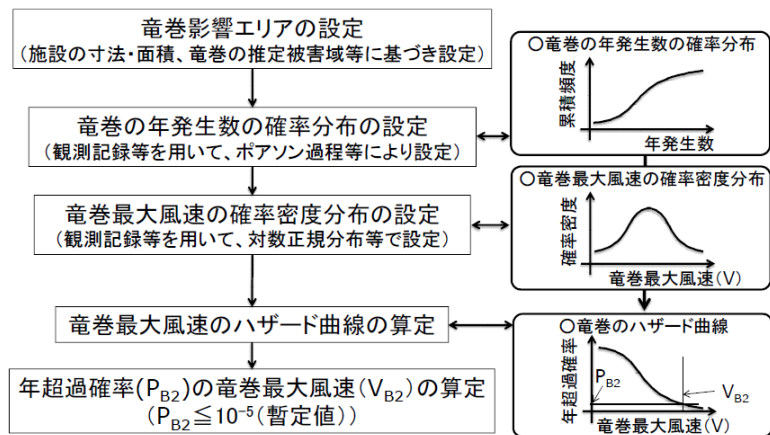 竜巻影響エリアの設定
(施設の寸法・面積、竜巻の推定被害域等に基づき設定)
竜巻の年発生数の確率分布の設定
(観測記録等を用いて、ポアソン過程等により設定)
竜巻最大風速の確率密度分布の設定
(観測記録等を用いて、対数正規分布等で設定)
竜巻最大風速のハザード曲線の算定
年超過確率(PB2)の竜巻最大風速(VB2)の算定
(PB2≦10-5(暫定値))
〇竜巻の年発生数の確率分布
累積頻度
年発生数
〇竜巻最大風速の確率密度分布
確率密度
竜巻最大風速(V)
〇竜巻のハザード曲線
年超過確率
PB2
VB2
竜巻最大風速(V)